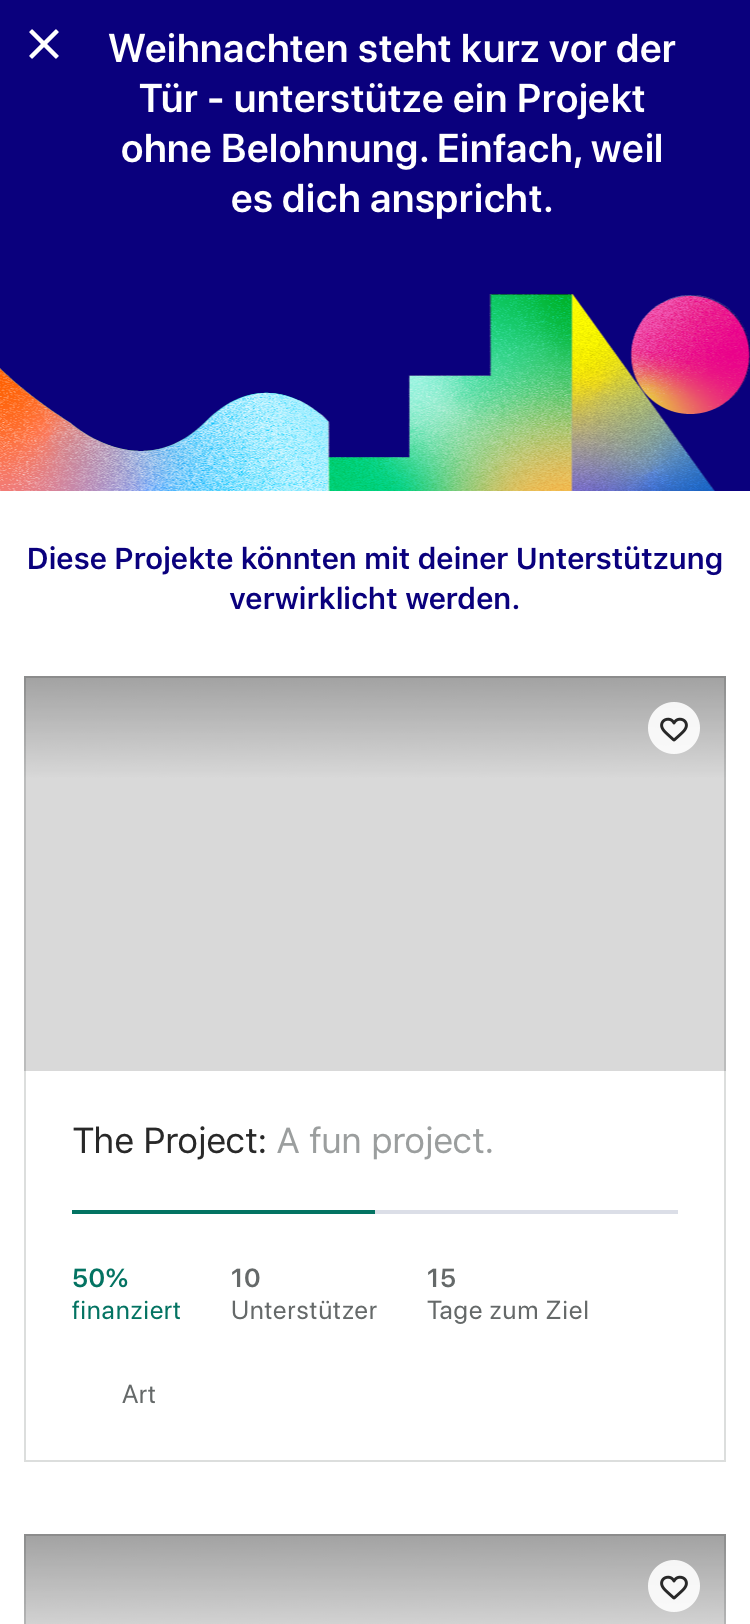 Weihnachten steht kurz vor der
Tür - unterstütze ein Projekt
ohne Belohnung. Einfach, weil
es dich anspricht.
Diese Projekte könnten mit deiner Unterstützung
verwirklicht werden.
The Project: A fun project.
50% 10 15
finanziert Unterstützer Tage zum Ziel
Art